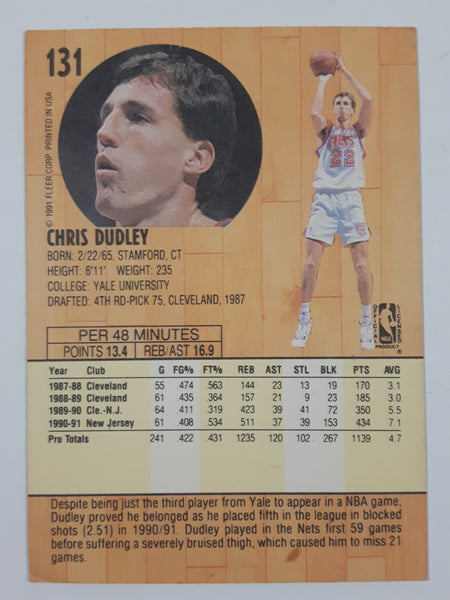 131
© 1991 FLEER CORP. PRINTED IN USA
NETS
22
CHRIS DUDLEY
BORN: 2/22/65, STAMFORD, CT
HEIGHT: 6'11' WEIGHT: 235
COLLEGE: YALE UNIVERSITY
DRAFTED: 4TH RD-PICK 75, CLEVELAND, 1987
OFFICIAL LICENSED
NBA
PRODUCT ®
PER 48 MINUTES
POINTS 13.4 REB/AST 16.9
Year Club G FG% FT% REB AST STL BLK PTS AVG
1987-88 Cleveland 55 .474 .563 144 23 13 19 170 3.1
1988-89 Cleveland 61 .435 .364 157 21 9 23 185 3.0
1989-90 Cle.-N.J. 64 .411 .319 423 39 41 72 350 5.5
1990-91 New Jersey 61 .408 .534 511 37 39 153 434 7.1
Pro Totals 241 .422 .431 1235 120 102 267 1139 4.7
Despite being just the third player from Yale to appear in a NBA game,
Dudley proved he belonged as he placed fifth in the league in blocked
shots (2.51) in 1990/91. Dudley played in the Nets first 59 games
before suffering a severely bruised thigh, which caused him to miss 21
games.